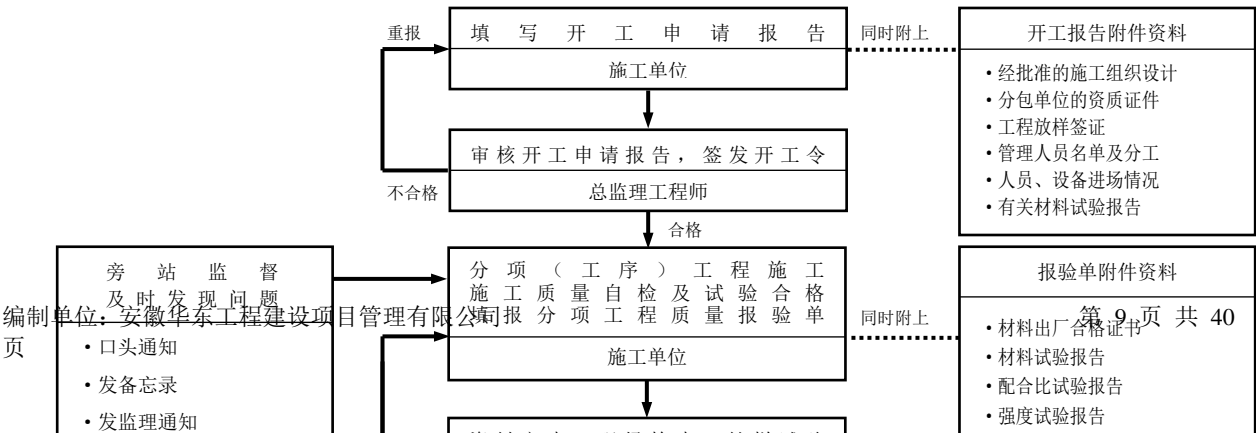 重报
填写开工申请报告
同时附上
开工报告附件资料
施工单位
•经批准的施工组织设计
•分包单位的资质证件
•工程放样签证
•管理人员名单及分工
•人员、设备进场情况
•有关材料试验报告
审核开工申请报告，签发开工令
不合格
总监理工程师
合格
旁站监督
及时发现问题
•口头通知
•发备忘录
•发监理通知
分项（工序）工程施工
施工质量自检及试验合格
填报分项工程质量报验单
施工单位
同时附上
报验单附件资料
•材料出厂合格证书
•材料试验报告
•配合比试验报告
•强度试验报告
编制单位：安徽华东工程建设项目管理有限公司
第 9 页 共 40
页